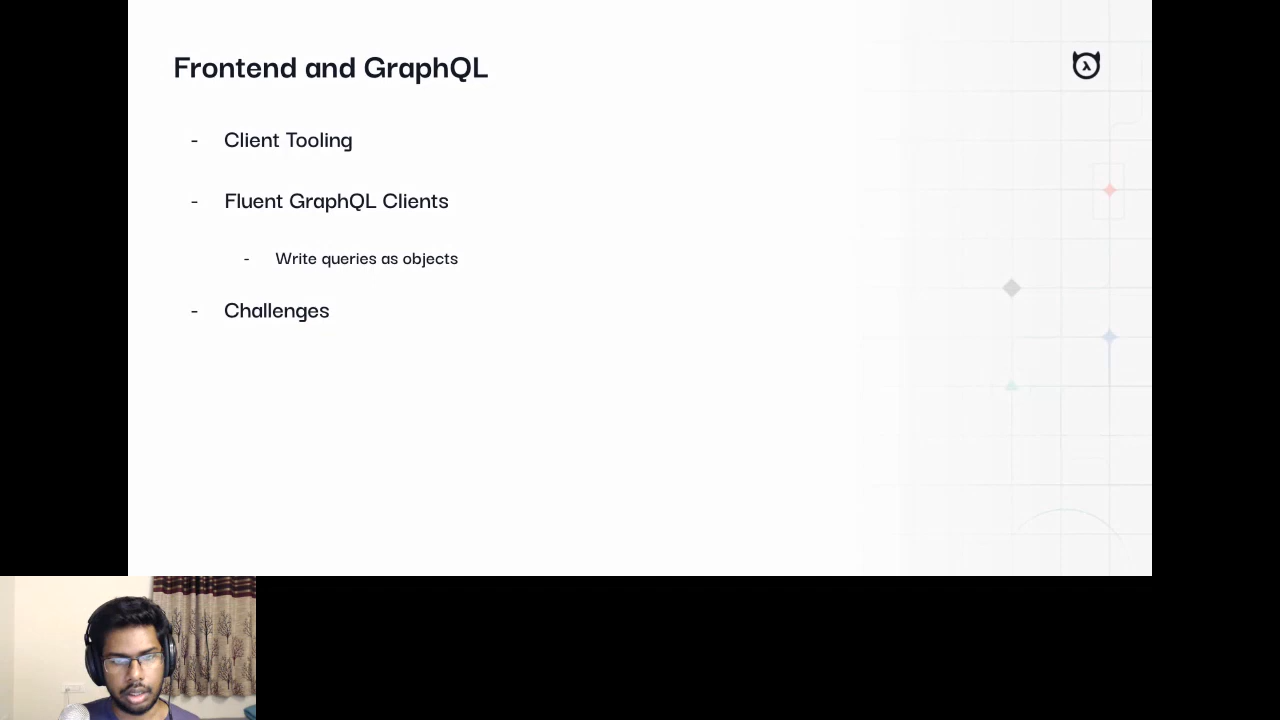 Frontend and GraphQL
- Client Tooling
- Fluent GraphQL Clients
- Write queries as objects
- Challenges